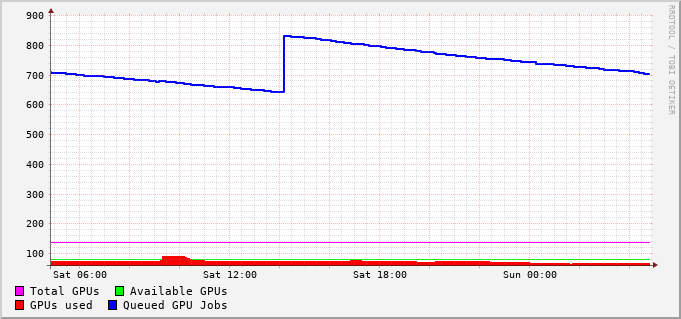 900
800
700
600
500
400
300
200
100
Sat 06:00 Sat 12:00 Sat 18:00 Sun 00:00
Total GPUs Available GPUs
GPUs used Queued GPU Jobs
RRDTOOL / TOBI OETIKER